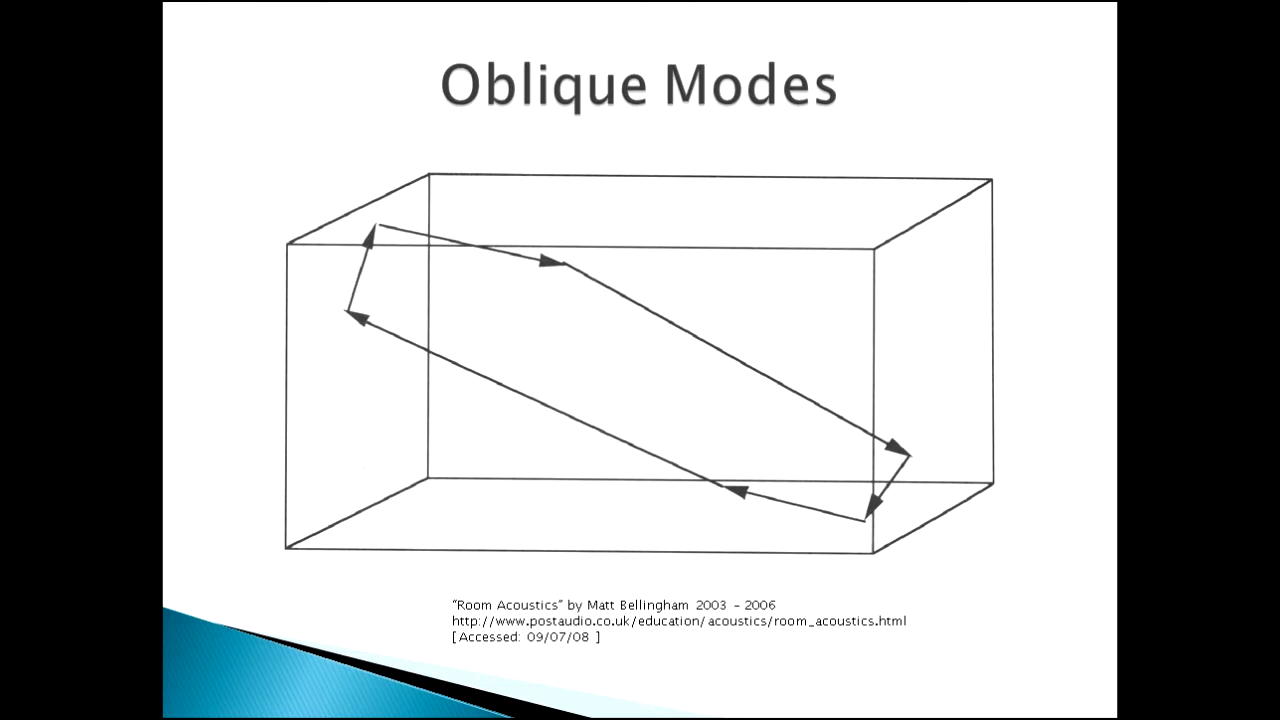 Oblique Modes
“Room Acoustics” by Matt Bellingham 2003 – 2006
http://www.postaudio.co.uk/education/acoustics/room_acoustics.html
[Accessed: 09/07/08 ]